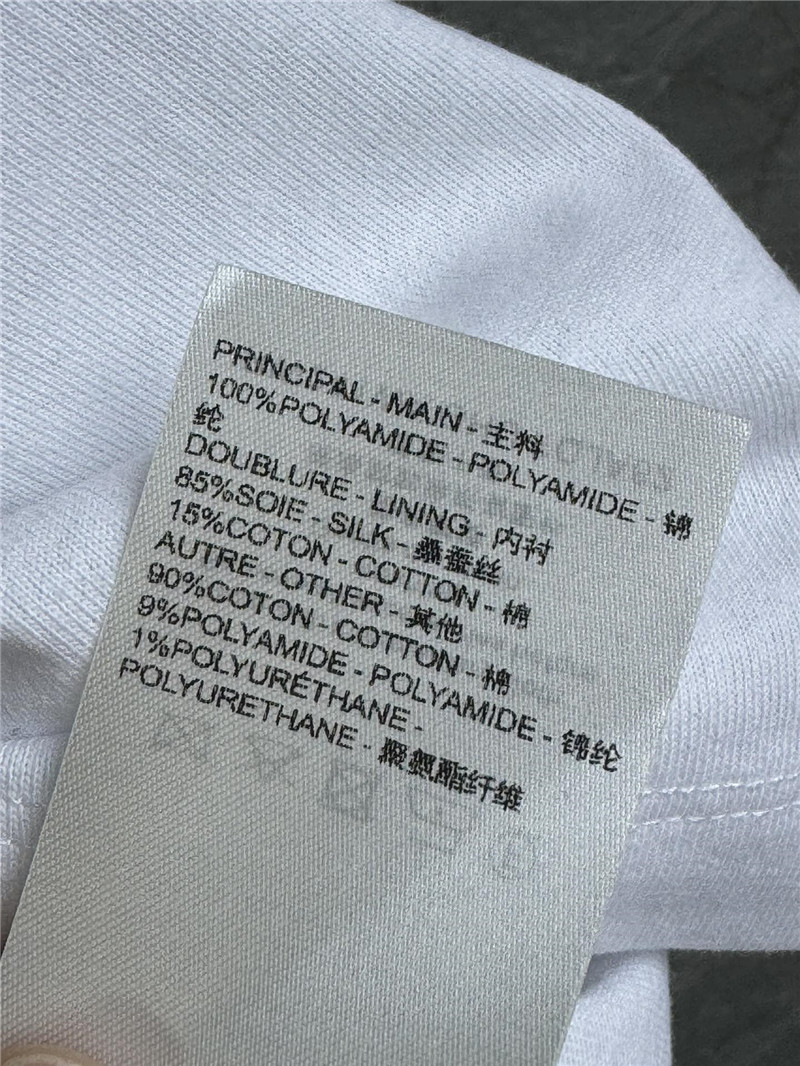 PRINCIPAL - MAIN - 主料
100%POLYAMIDE - POLYAMIDE - 锦
纶
DOUBLURE - LINING - 内衬
85%SOIE - SILK - 桑蚕丝
15%COTON - COTTON - 棉
AUTRE - OTHER - 其他
90%COTON - COTTON - 棉
9%POLYAMIDE - POLYAMIDE - 锦纶
1%POLYURÉTHANE -
POLYURETHANE - 聚氨酯纤维